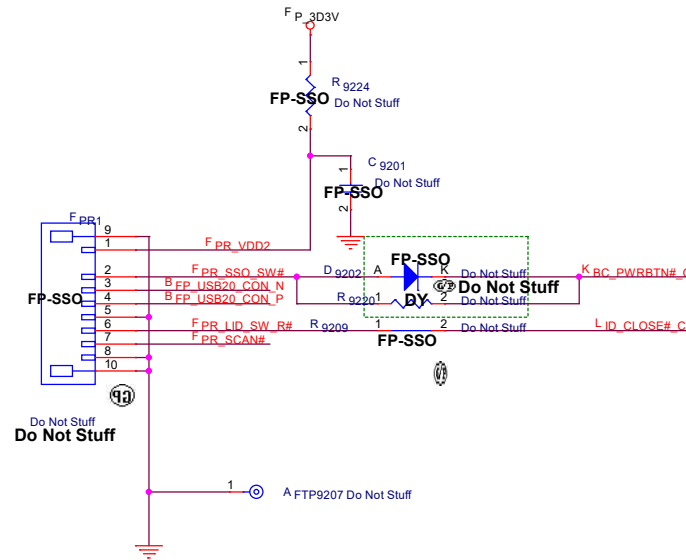 FP_3D3V
1
R9224
FP-SSO
Do Not Stuff
2
C9201
1
Do Not Stuff
FP-SSO
2
FPR1
9
1
FPR_VDD2
FP-SSO
D9202
A
K
Do Not Stuff
KBC_PWRBTN#_C
2
FPR_SSO_SW#
3
BFP_USB20_CON_N
GP
Do Not Stuff
FP-SSO
4
BFP_USB20_CON_P
R9220
1
DY
2
Do Not Stuff
5
6
FPR_LID_SW_R#
R9209
1
2
Do Not Stuff
LID_CLOSE#_C
FP-SSO
7
FPR_SCAN#
8
10
GP
GP
Do Not Stuff
Do Not Stuff
1
AFTP9207 Do Not Stuff